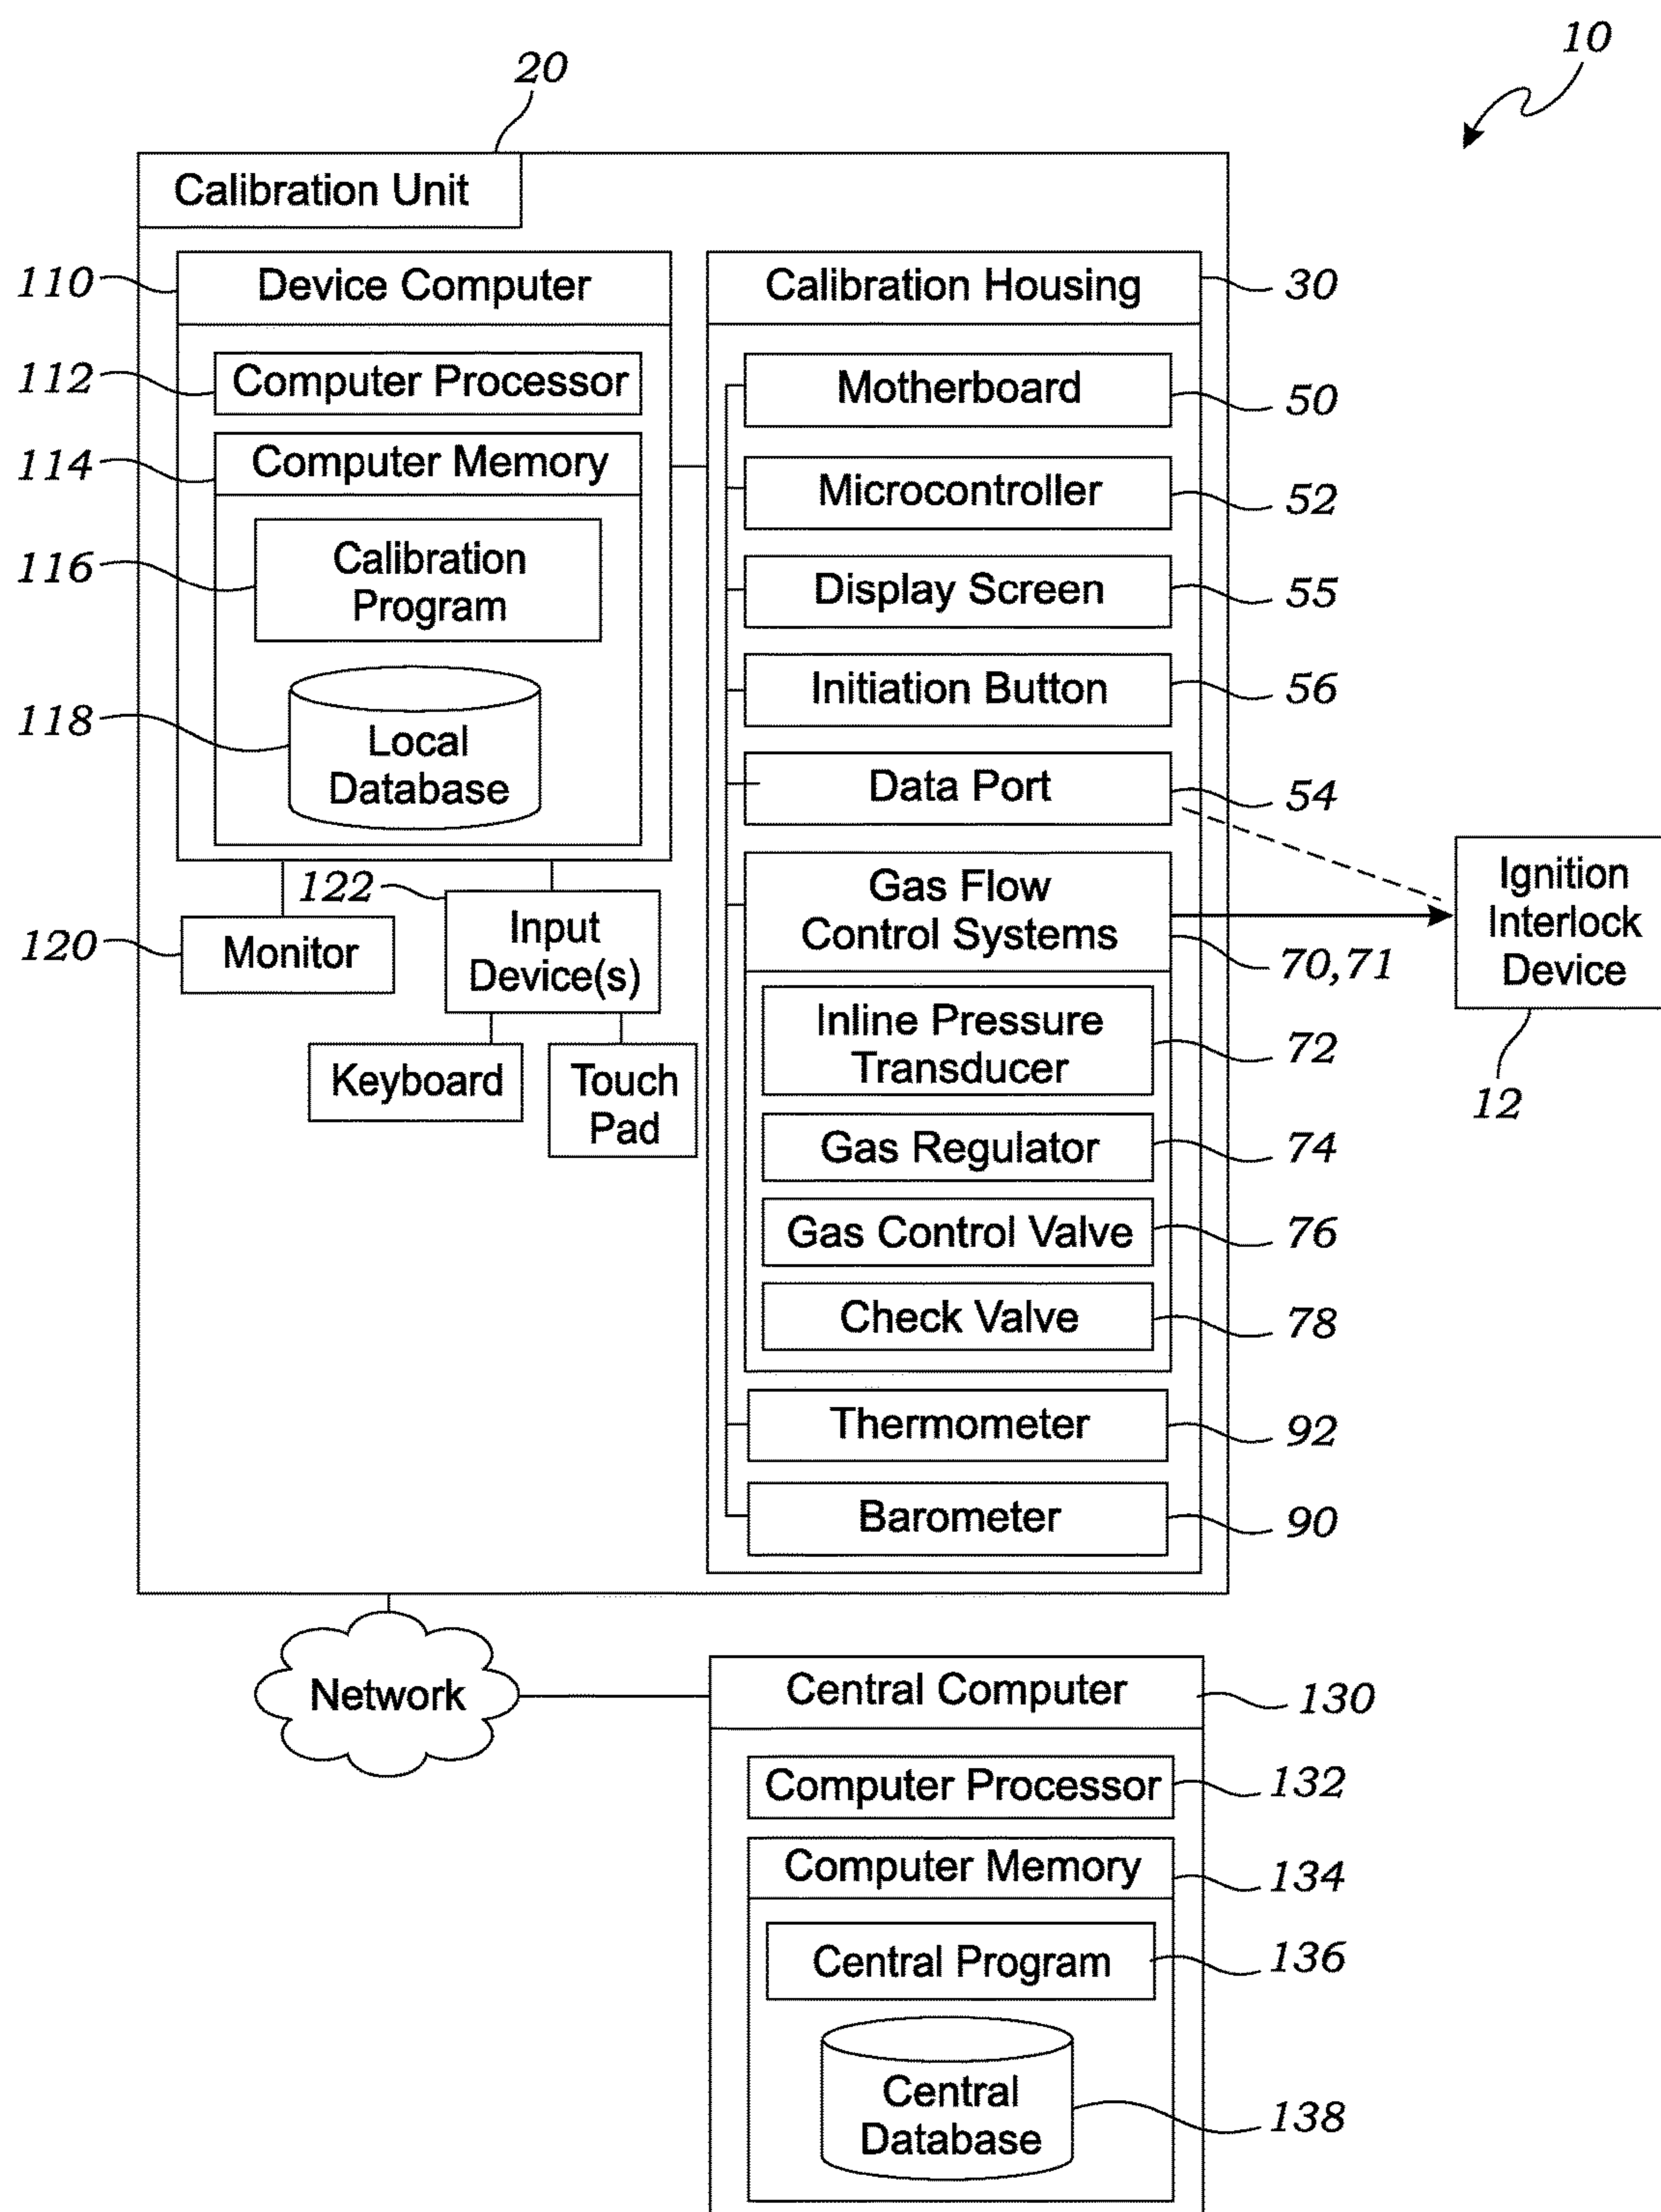 10
20
Calibration Unit
110
Device Computer
112
Computer Processor
114
Computer Memory
116
Calibration
Program
118
Local
Database
122
120
Monitor
Input
Device(s)
Keyboard
Touch
Pad
Calibration Housing
30
Motherboard
50
Microcontroller
52
Display Screen
55
Initiation Button
56
Data Port
54
Gas Flow
Control Systems
70,71
Inline Pressure
Transducer
72
Gas Regulator
74
Gas Control Valve
76
Check Valve
78
Thermometer
92
Barometer
90
Ignition
Interlock
Device
12
Network
Central Computer
130
Computer Processor
132
Computer Memory
134
Central Program
136
Central
Database
138